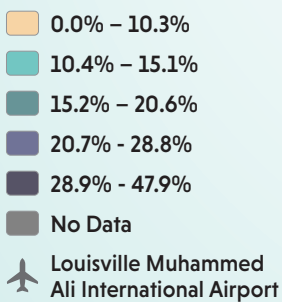 0.0% – 10.3%
10.4% – 15.1%
15.2% – 20.6%
20.7% - 28.8%
28.9% - 47.9%
No Data
Louisville Muhammed
Ali International Airport